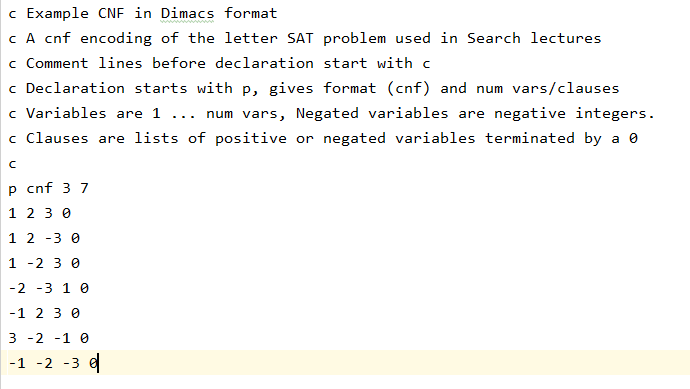 c Example CNF in Dimacs format
c A cnf encoding of the letter SAT problem used in Search lectures
c Comment lines before declaration start with c
c Declaration starts with p, gives format (cnf) and num vars/clauses
c Variables are 1 ... num vars, Negated variables are negative integers.
c Clauses are lists of positive or negated variables terminated by a 0
c
p cnf 3 7
1 2 3 0
1 2 -3 0
1 -2 3 0
-2 -3 1 0
-1 2 3 0
3 -2 -1 0
-1 -2 -3 0